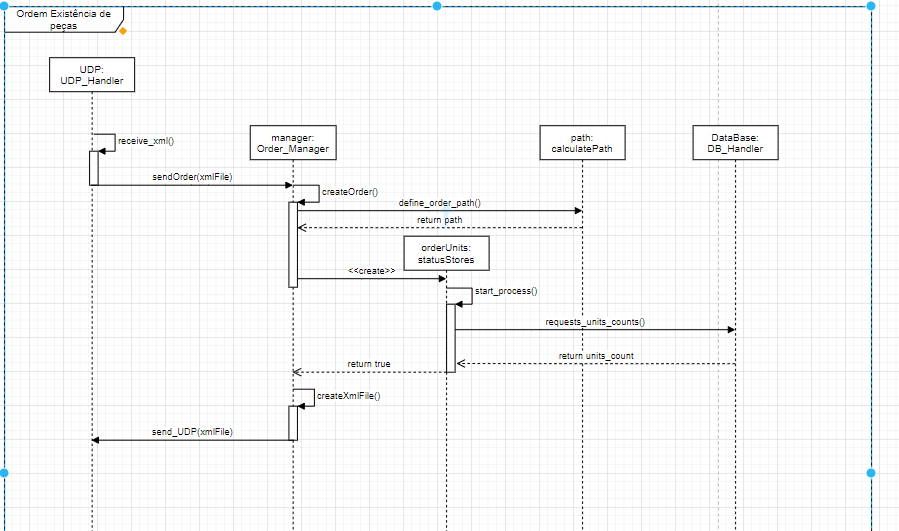 Ordem Existência de
peças
UDP:
UDP_Handler
receive_xml()
manager:
Order_Manager
path:
calculatePath
DataBase:
DB_Handler
sendOrder(xmlFile)
createOrder()
define_order_path()
return path
orderUnits:
statusStores
<<create>>
start_process()
requests_units_counts()
return units_count
return true
createXmlFile()
send_UDP(xmlFile)